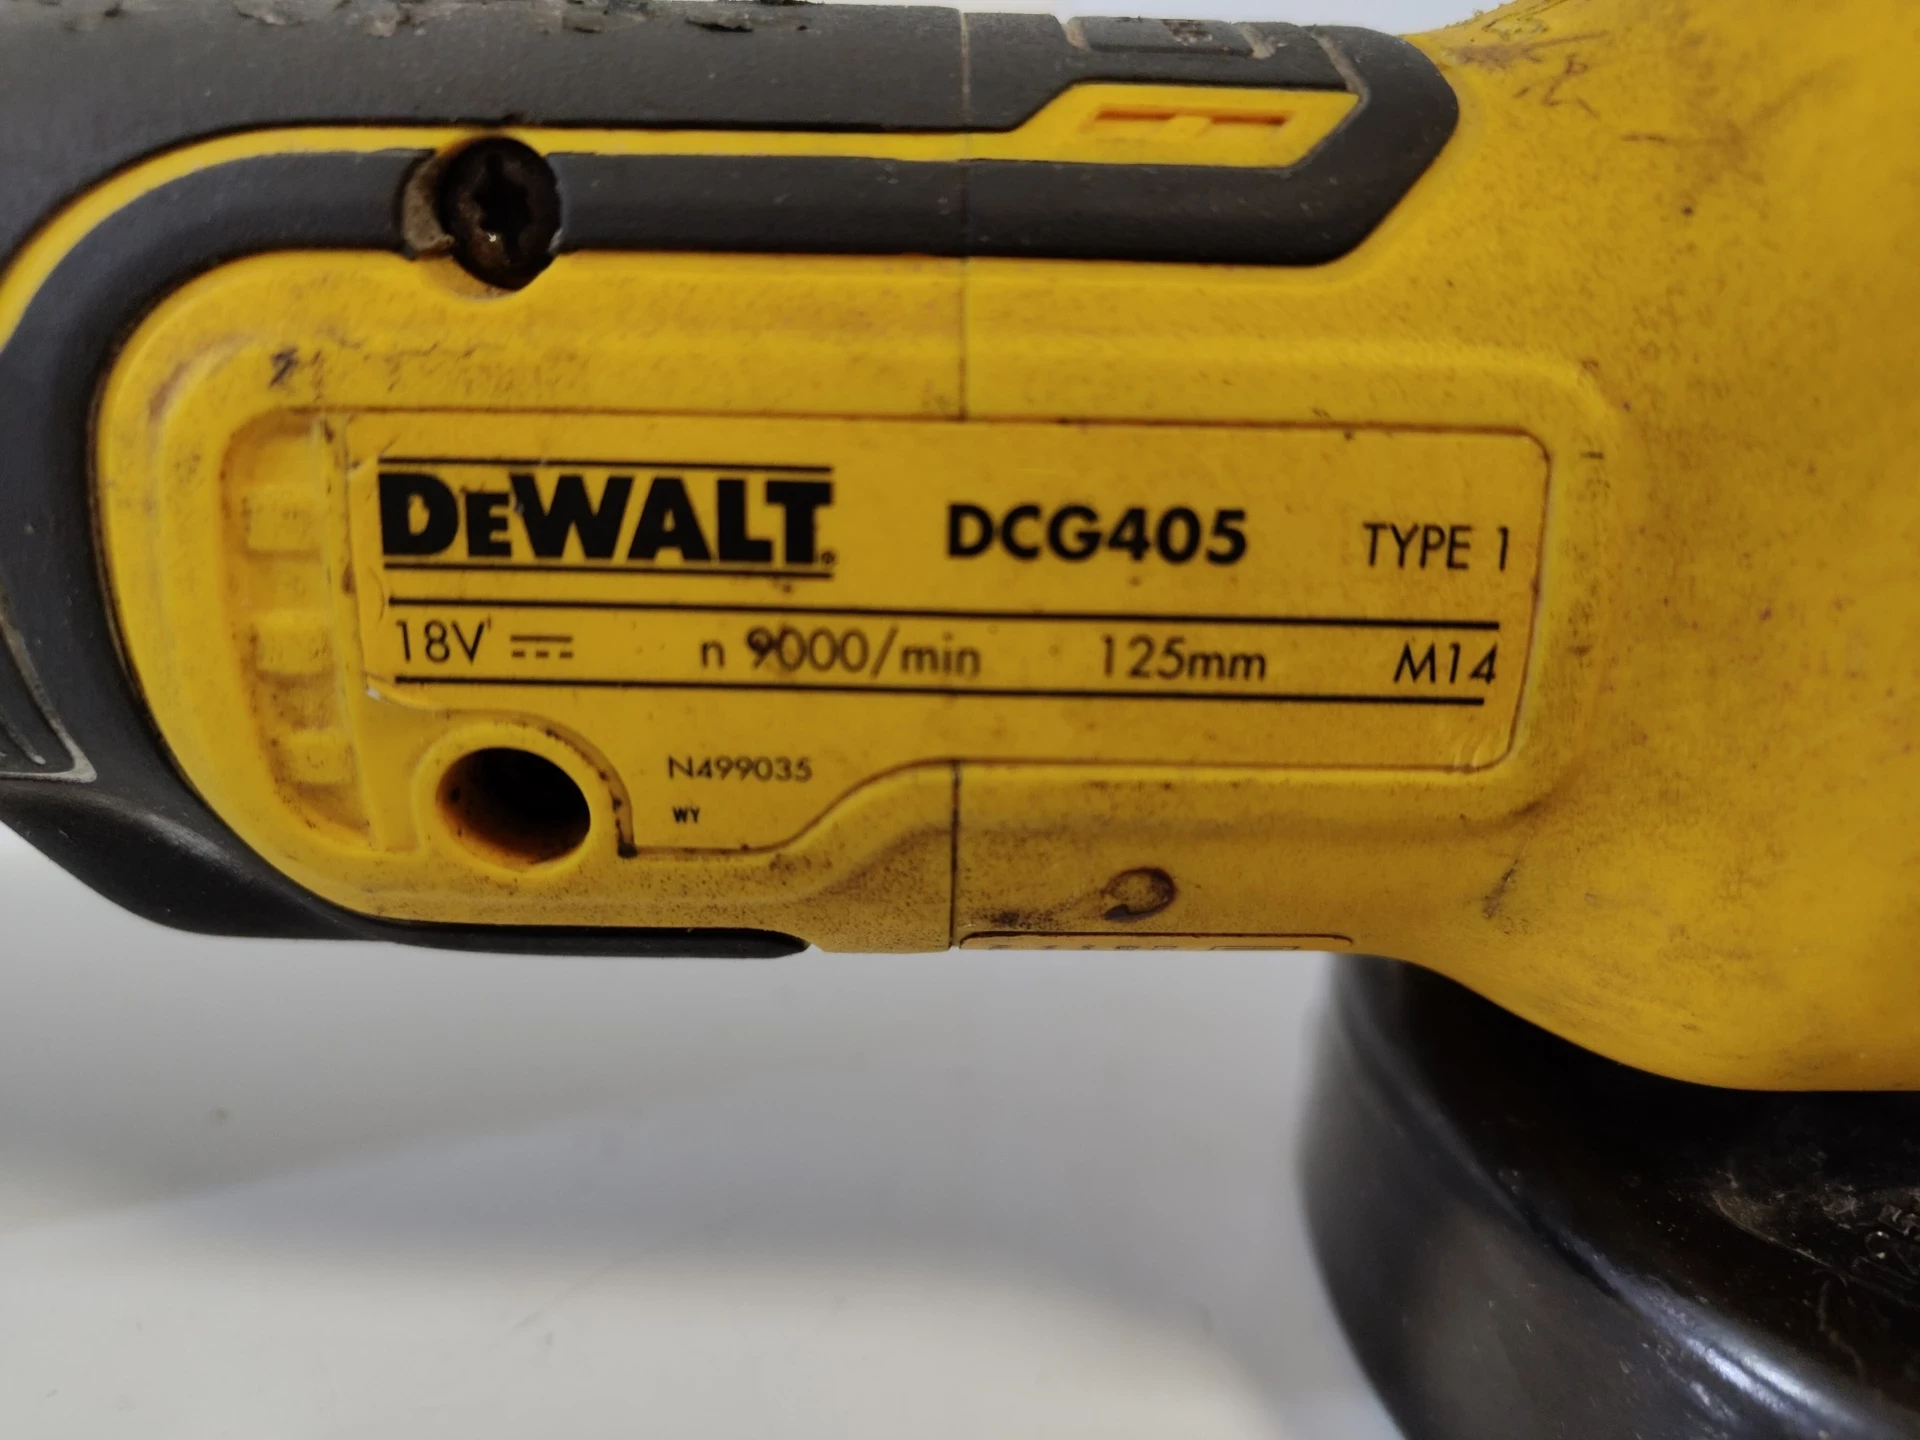 DEWALT® DCG405 TYPE 1
18V ⎓ n 9000/min 125mm M14
N499035
WY